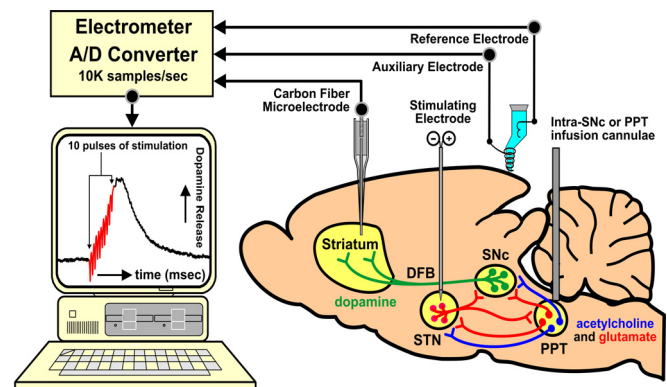 Electrometer
A/D Converter
10K samples/sec
Reference Electrode
Auxiliary Electrode
Carbon Fiber
Microelectrode
Stimulating
Electrode
- +
Intra-SNc or PPT
infusion cannulae
10 pulses of stimulation
Dopamine
Release
time (msec)
Striatum
DFB
SNc
dopamine
STN
PPT
acetylcholine
and glutamate